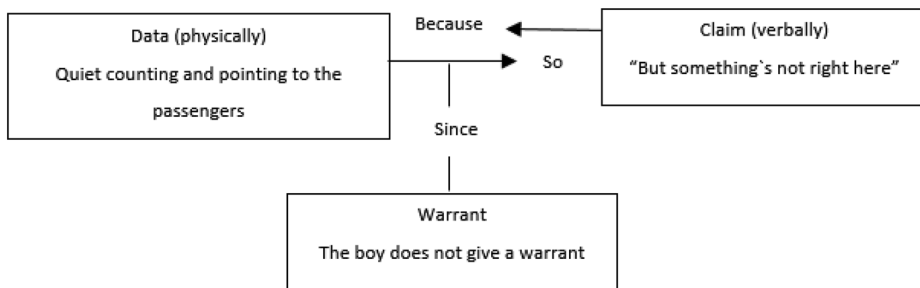 Data (physically)
Quiet counting and pointing to the
passengers
Because
So
Claim (verbally)
“But something`s not right here”
Since
Warrant
The boy does not give a warrant